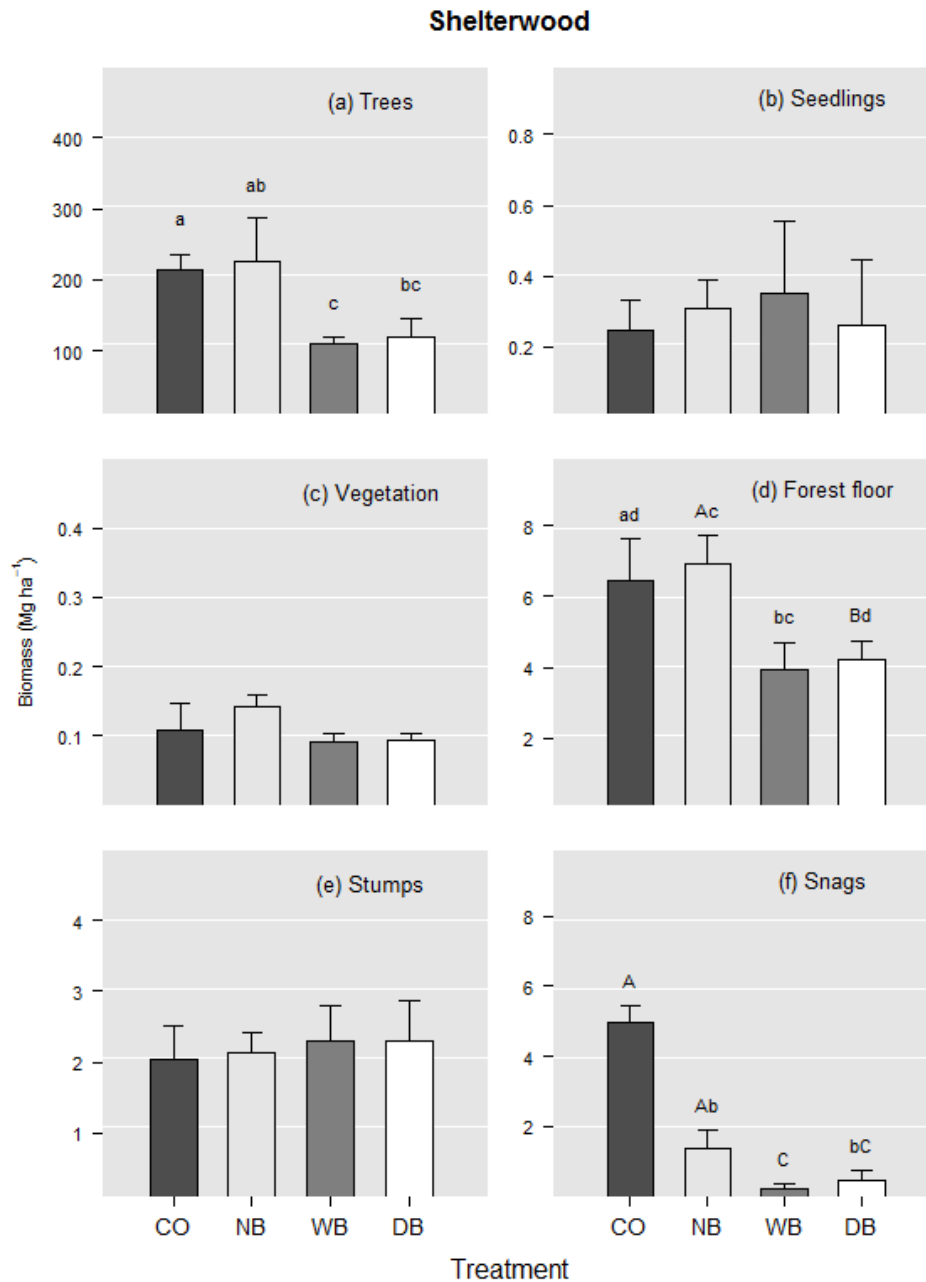 Shelterwood
(a) Trees
400
300
200
100
a
ab
c
bc
(b) Seedlings
0.8
0.6
0.4
0.2
Biomass (Mg ha⁻¹)
(c) Vegetation
0.4
0.3
0.2
0.1
(d) Forest floor
8
6
4
2
ad
Ac
bc
Bd
(e) Stumps
4
3
2
1
CO NB WB DB
(f) Snags
8
6
4
2
A
Ab
C
bC
CO NB WB DB
Treatment